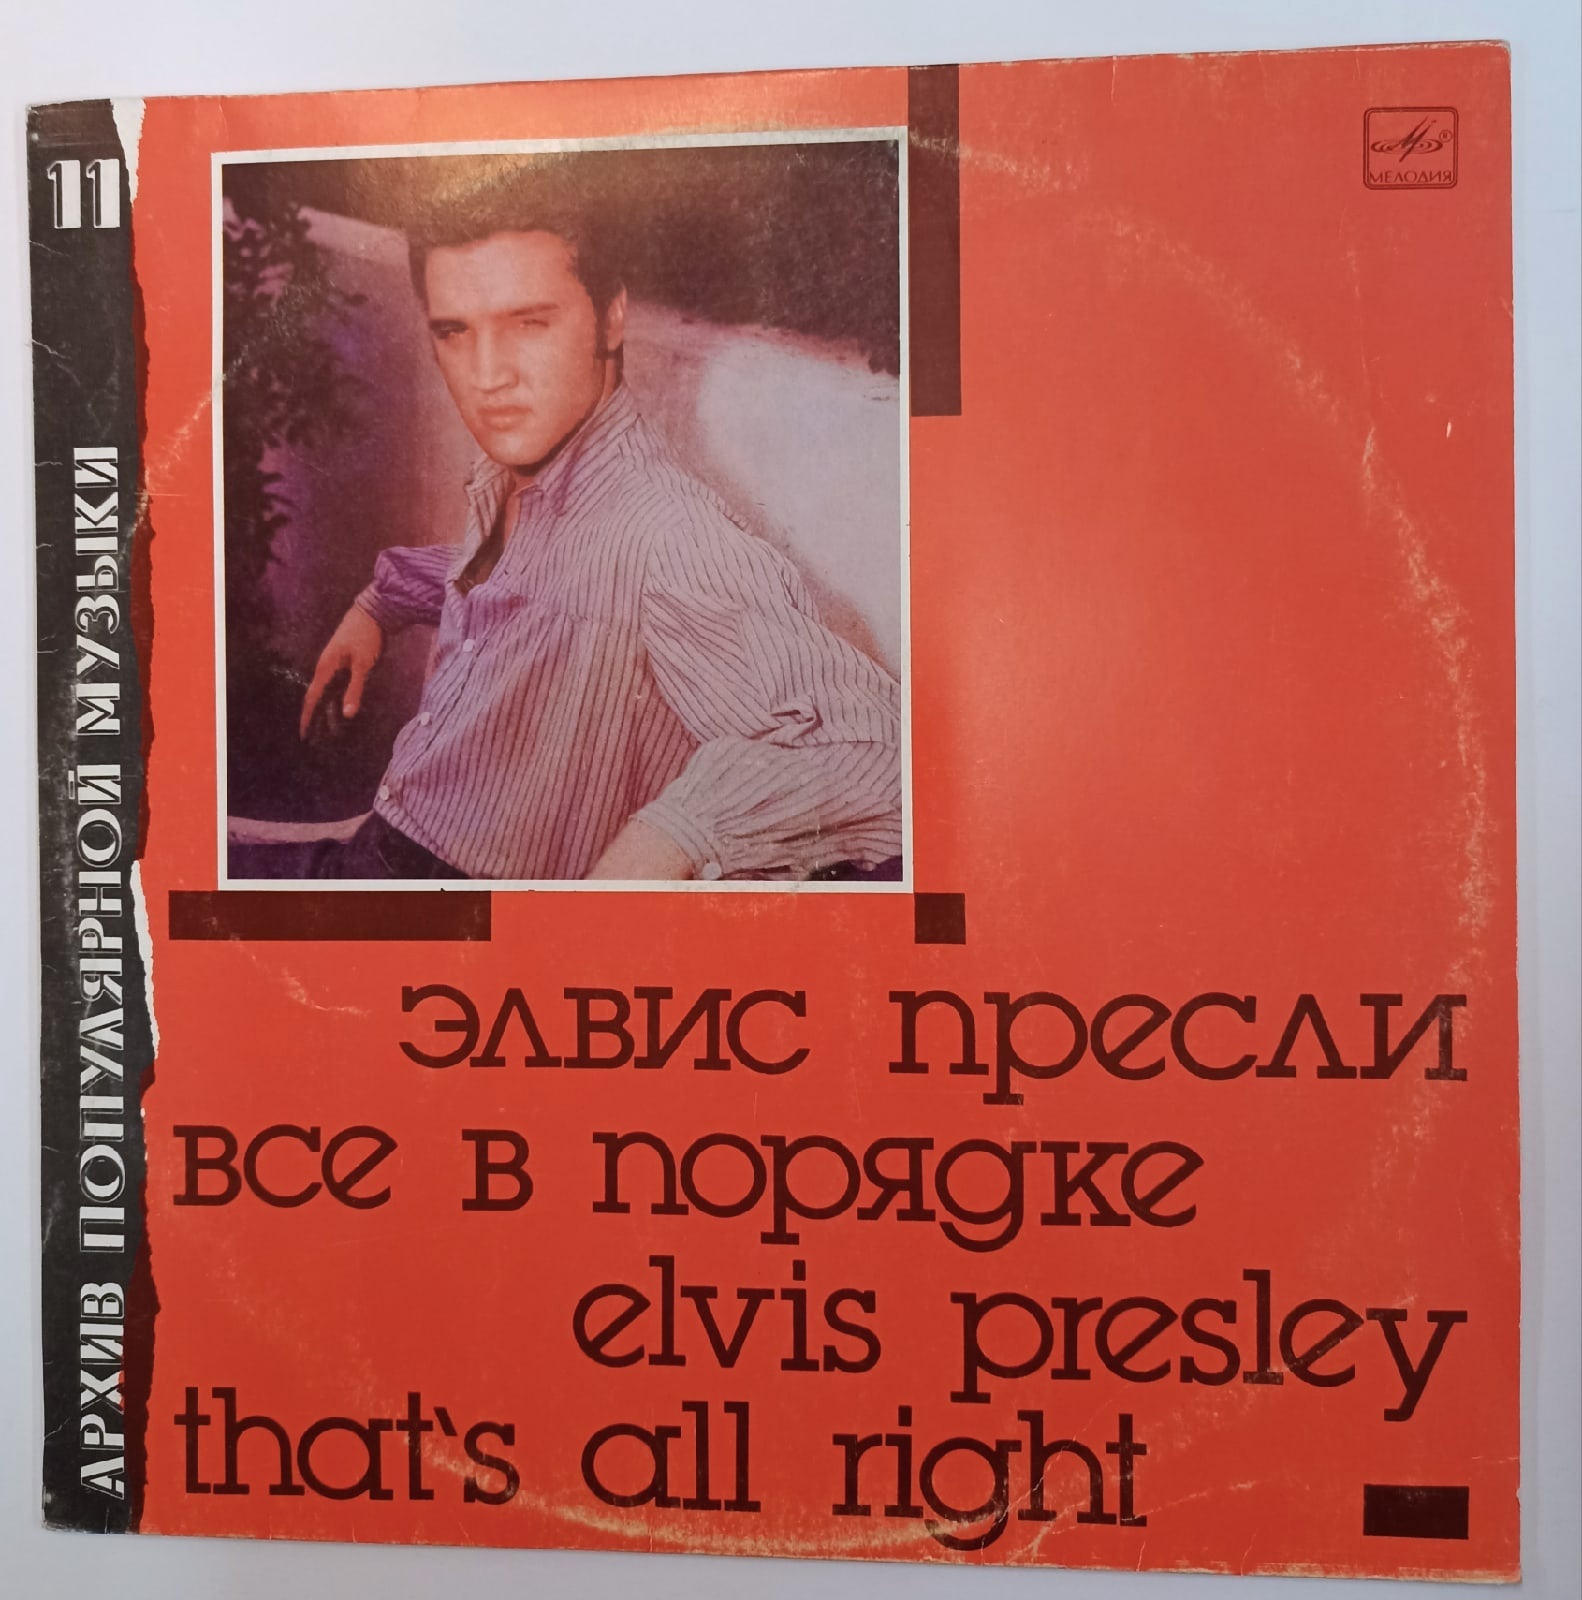 11
АРХИВ ПОПУЛЯРНОЙ МУЗЫКИ
МЕЛОДИЯ
элвис пресли
все в порядке
elvis presley
that's all right